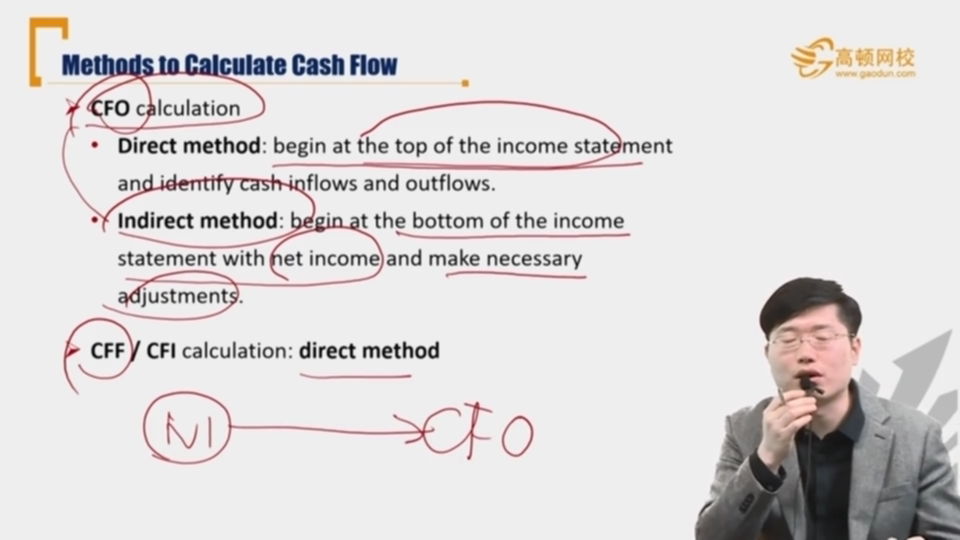 Methods to Calculate Cash Flow
高顿网校
www.gaodun.com
CFO calculation
Direct method: begin at the top of the income statement
and identify cash inflows and outflows.
Indirect method: begin at the bottom of the income
statement with net income and make necessary
adjustments.
CFF / CFI calculation: direct method
NI CFO